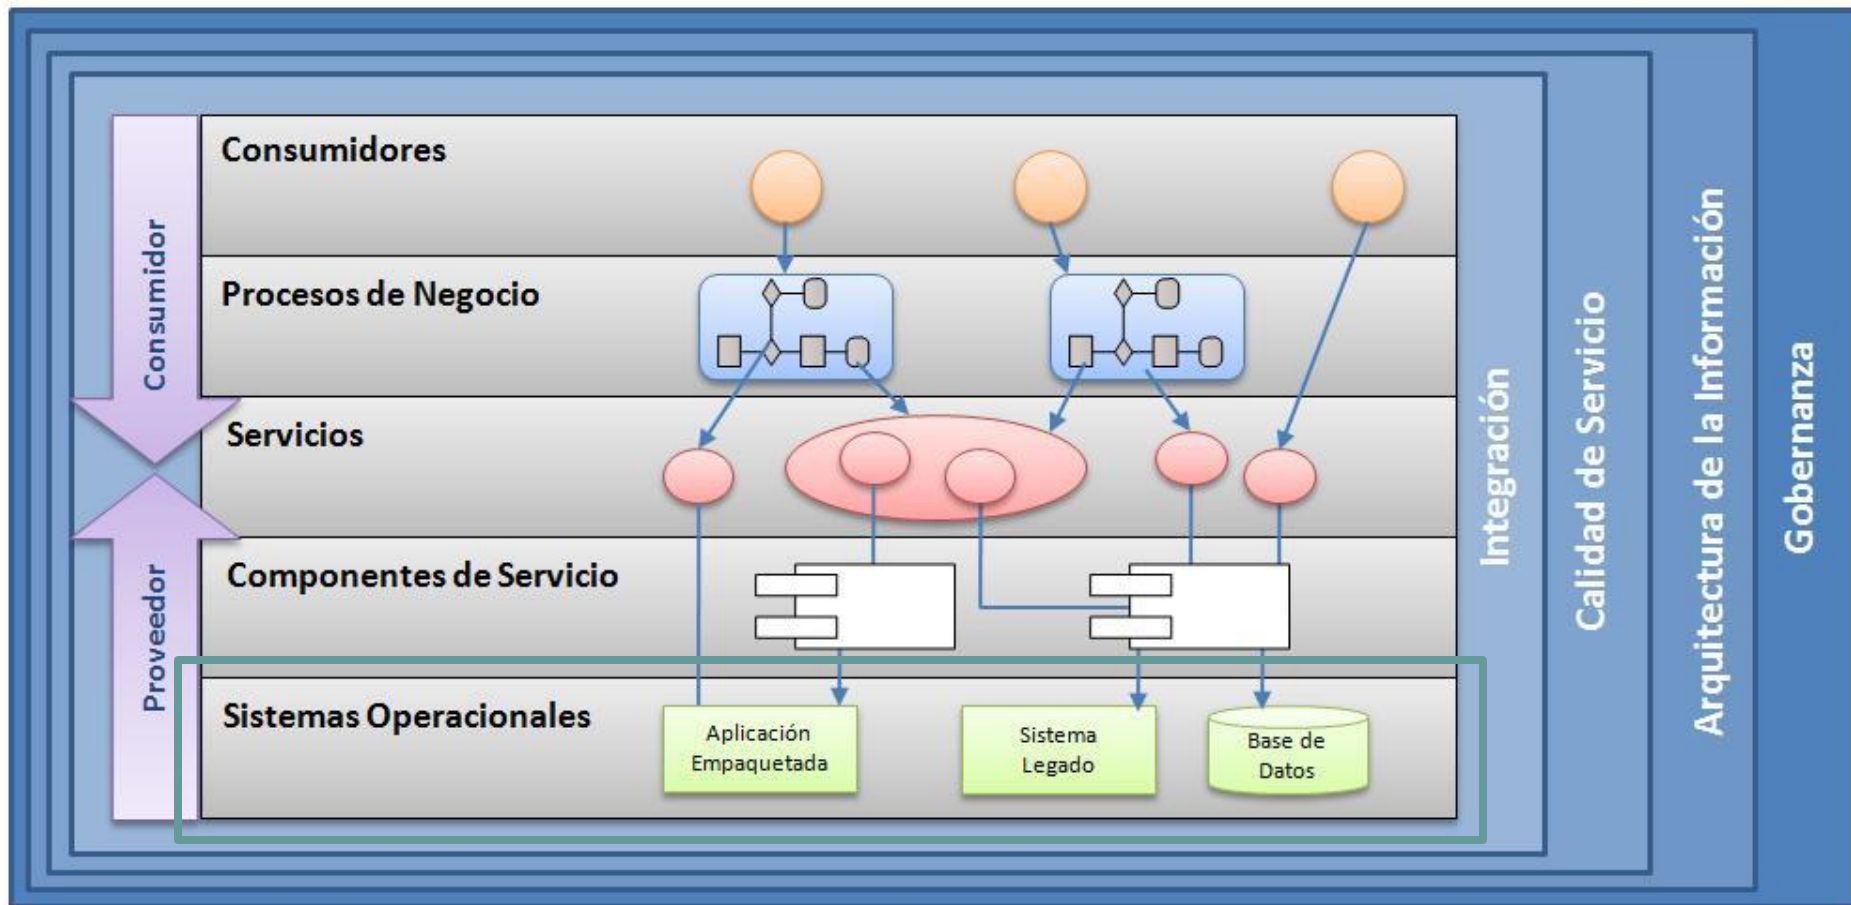 Consumidor
Proveedor
Consumidores
Procesos de Negocio
Servicios
Componentes de Servicio
Sistemas Operacionales
Aplicación
Empaquetada
Sistema
Legado
Base de
Datos
Integración
Calidad de Servicio
Arquitectura de la Información
Gobernanza